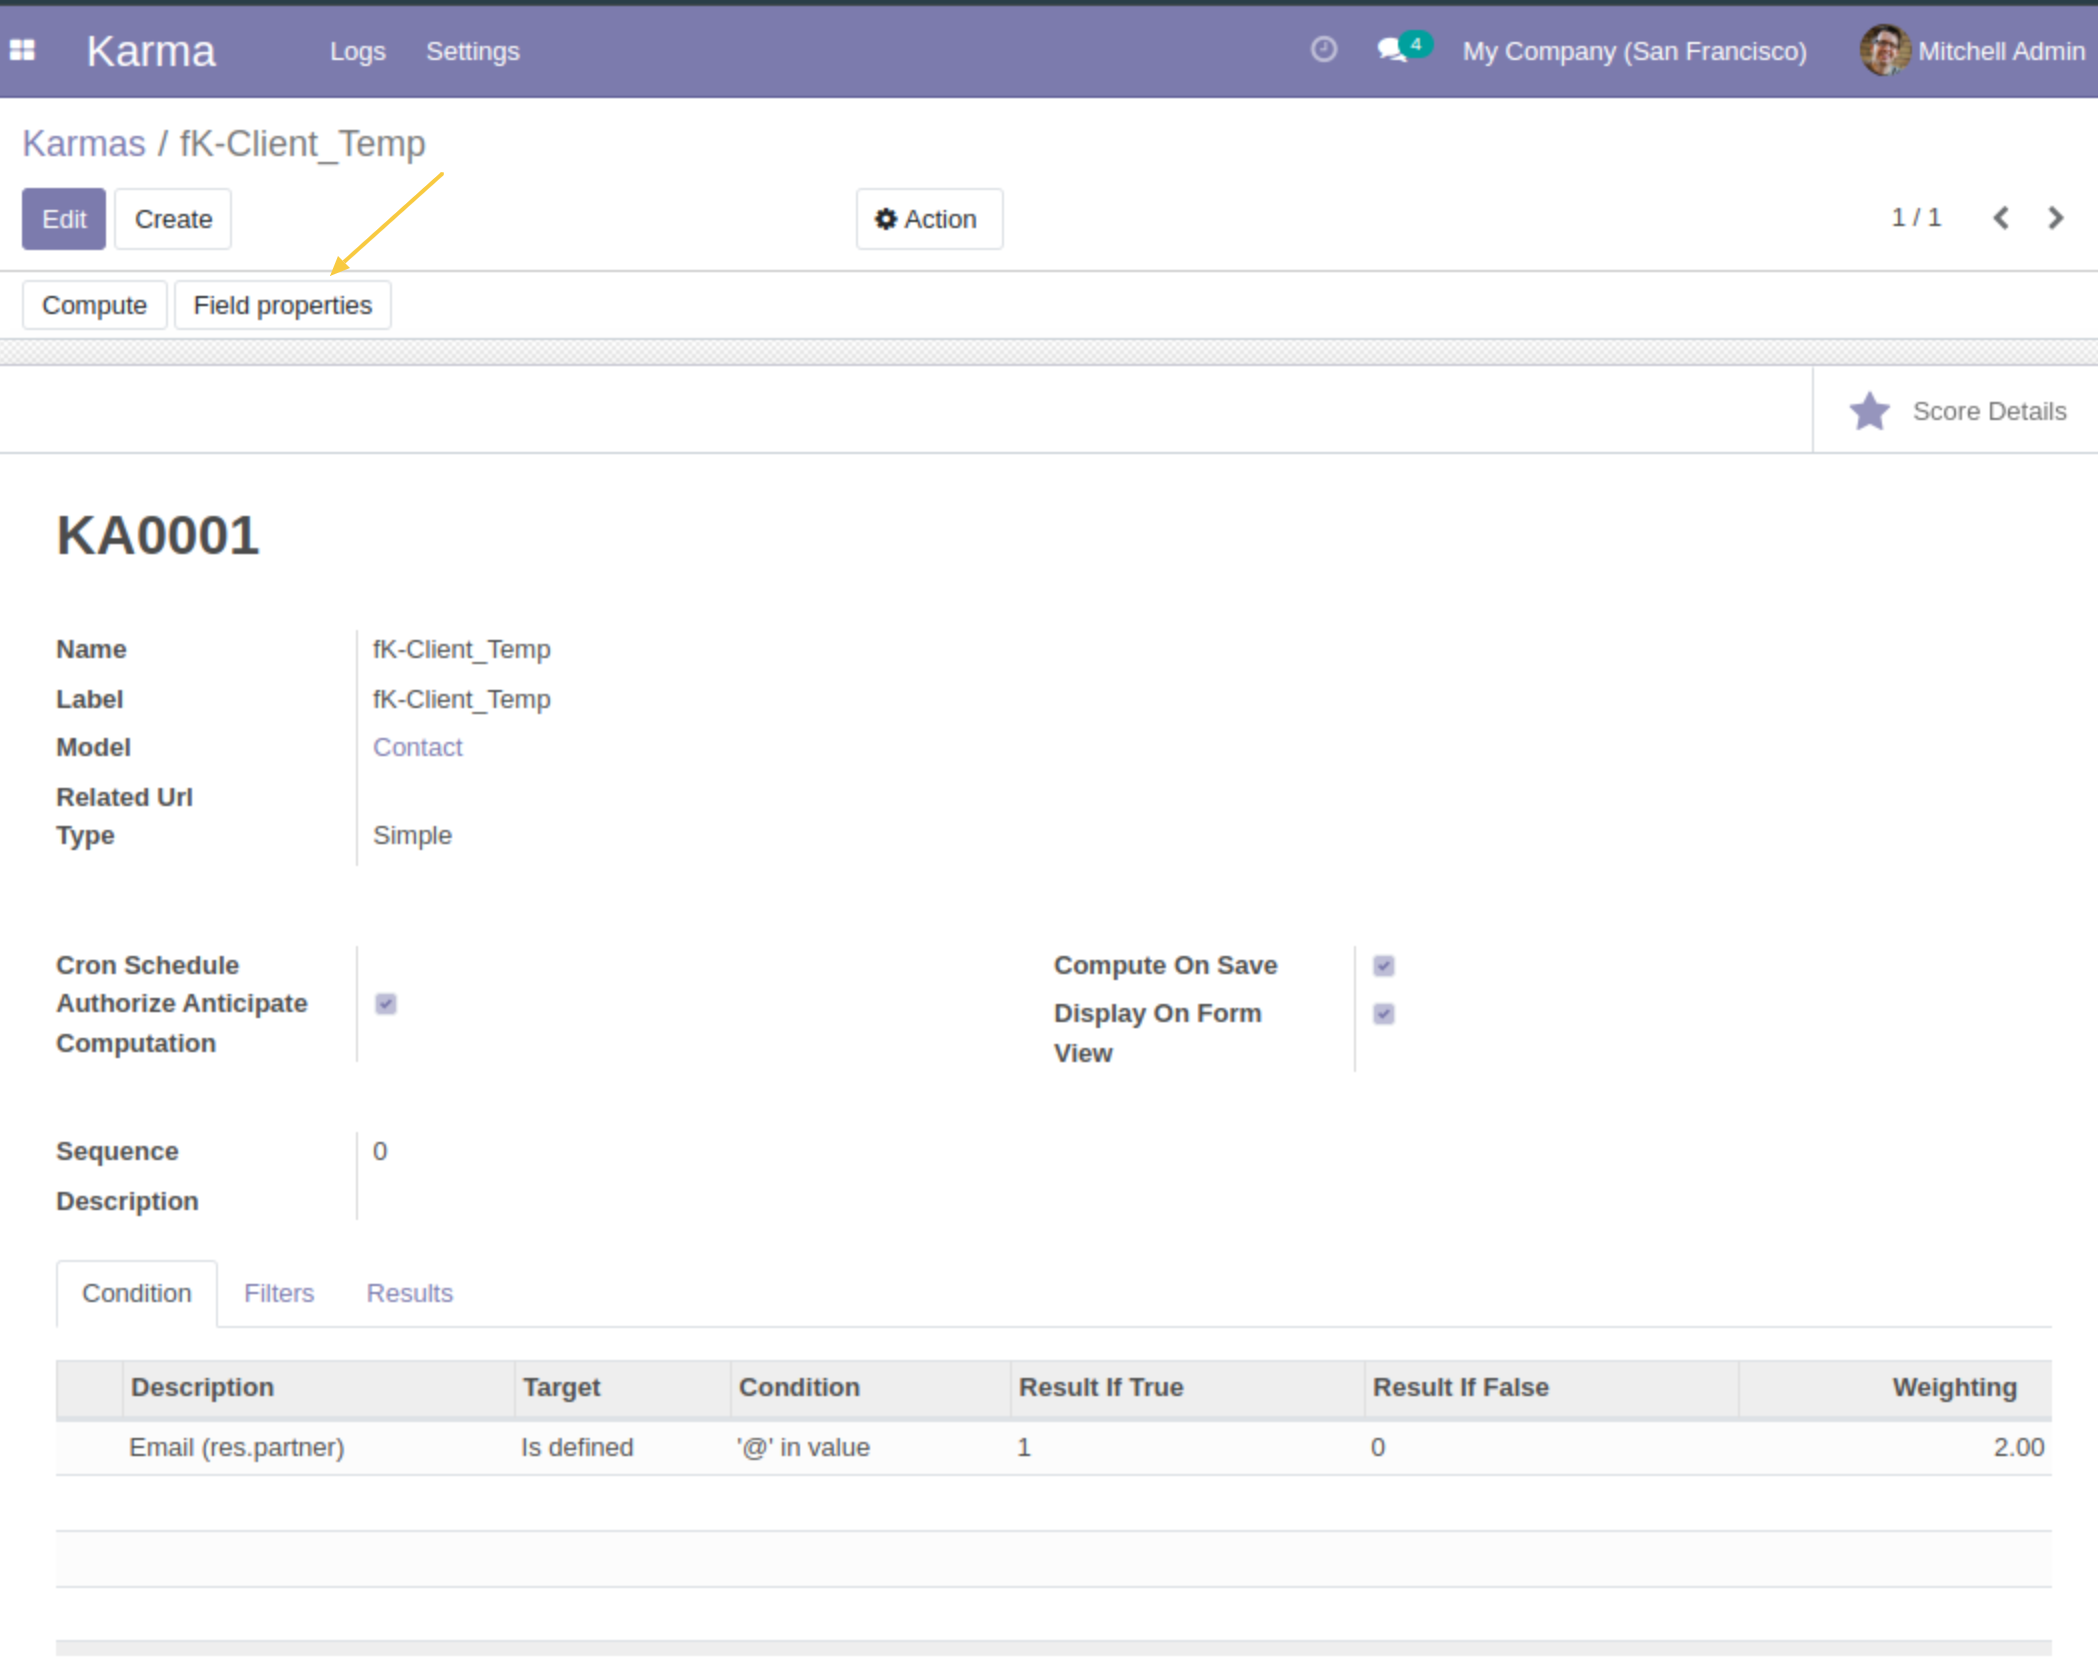 Karma Logs Settings 4 My Company (San Francisco) Mitchell Admin
Karmas / fK-Client_Temp
Edit Create Action 1 / 1
Compute Field properties
Score Details
KA0001
Name fK-Client_Temp
Label fK-Client_Temp
Model Contact
Related Url
Type Simple
Cron Schedule Compute On Save
Authorize Anticipate
Computation
Display On Form
View
Sequence 0
Description
Condition Filters Results
Description Target Condition Result If True Result If False Weighting
Email (res.partner) Is defined '@' in value 1 0 2.00